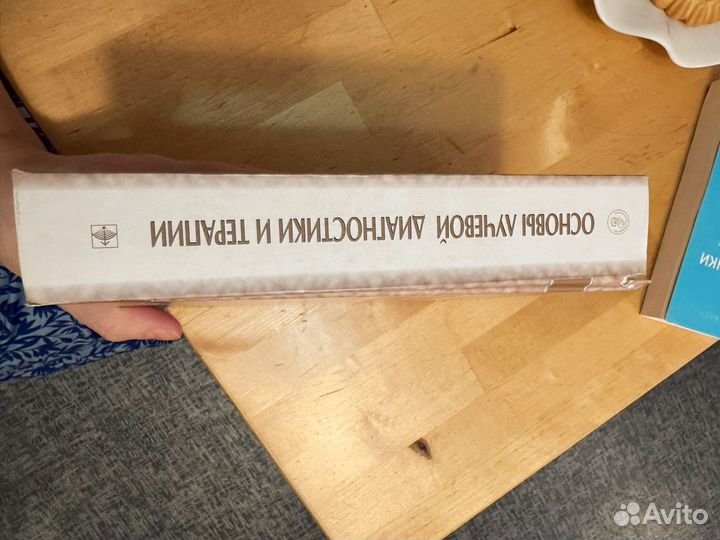 ОСНОВЫ ЛУЧЕВОЙ ДИАГНОСТИКИ И ТЕРАПИИ
Avito